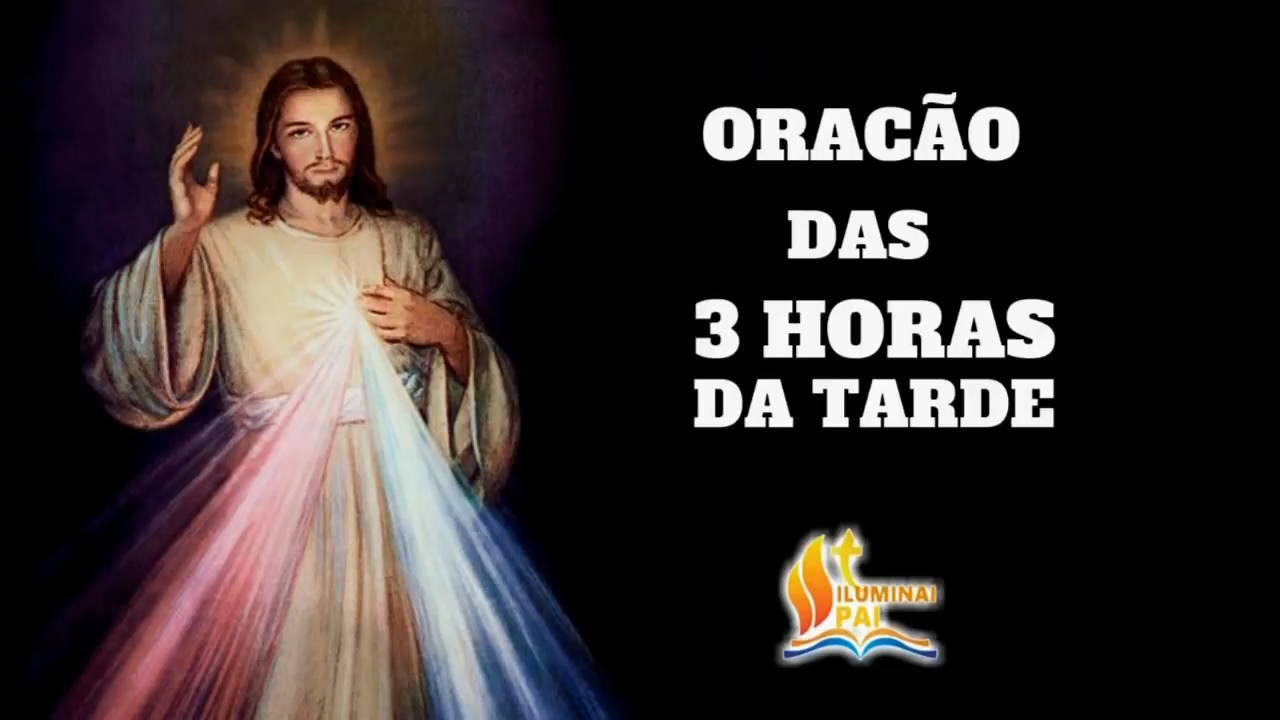 ORACÃO
DAS
3 HORAS
DA TARDE
ILUMINAI
PAI